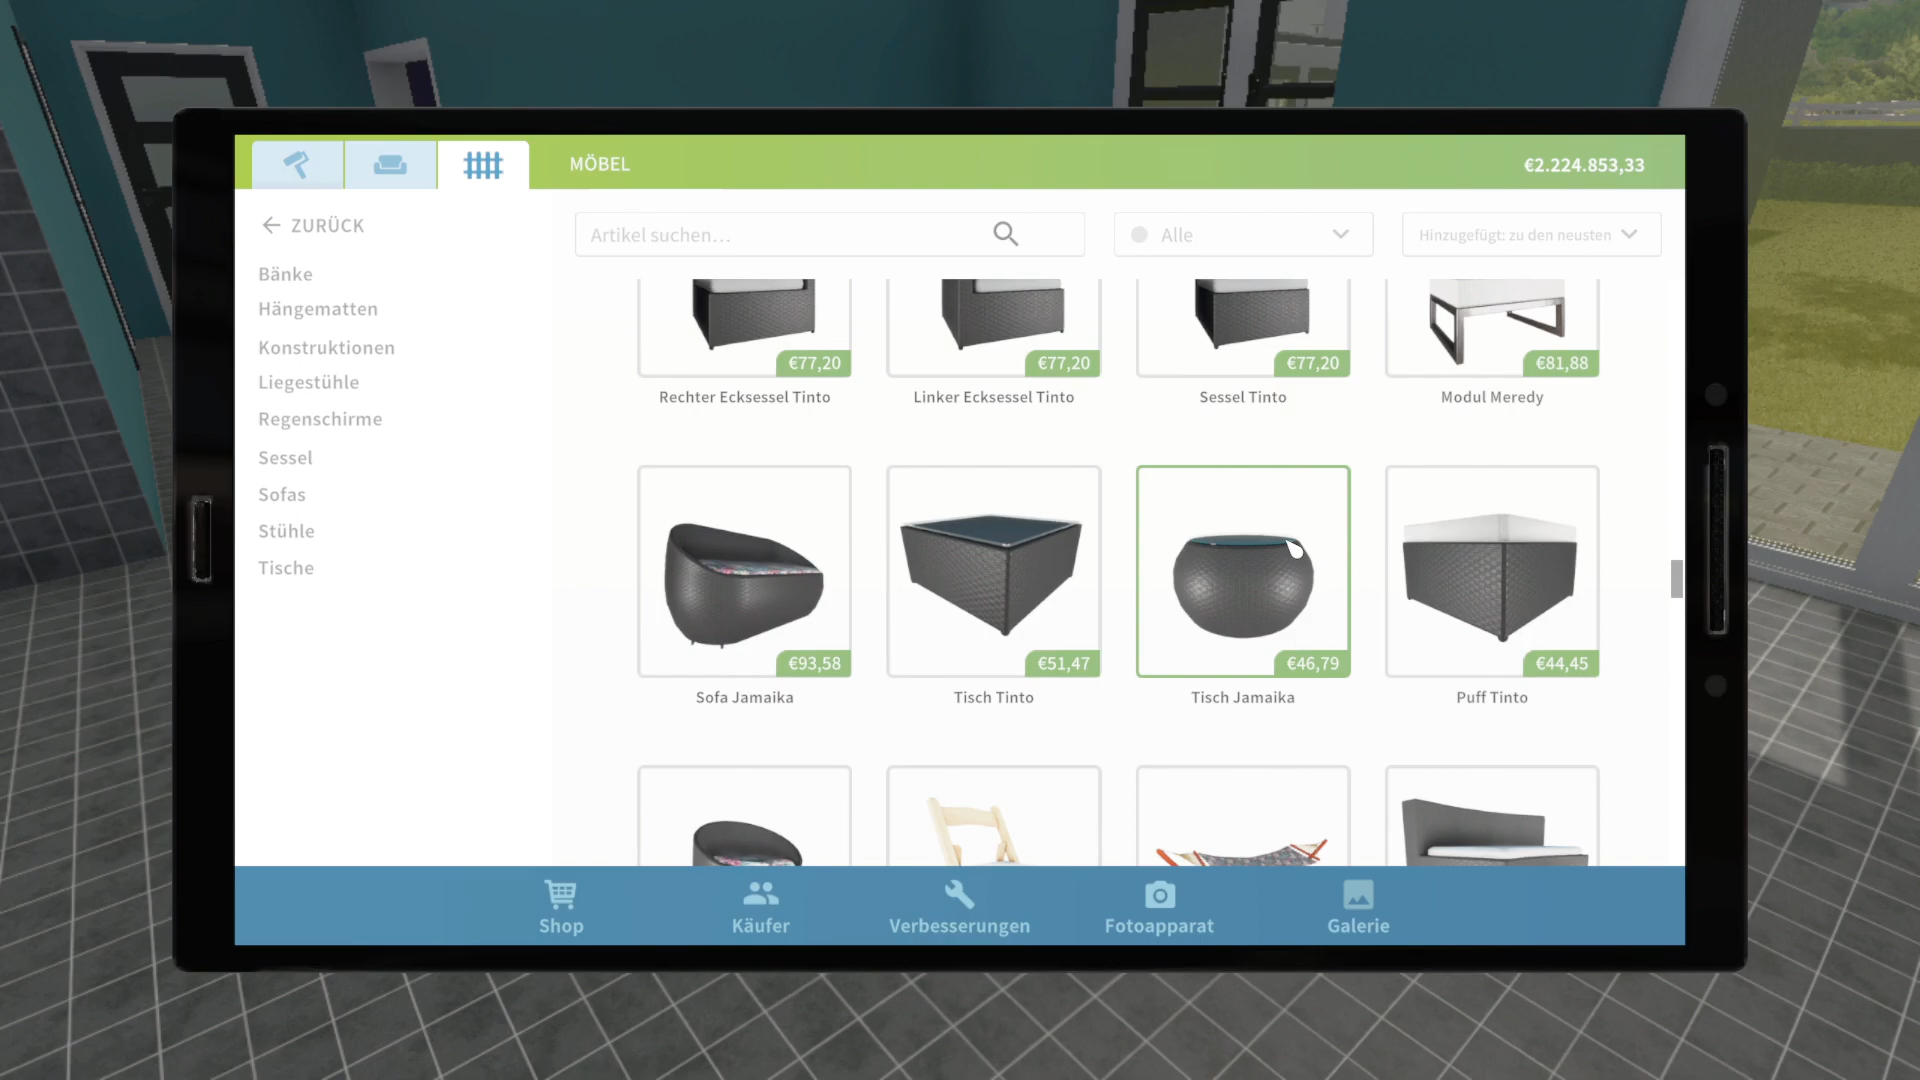 MÖBEL
€2.224.853,33
ZURÜCK
Artikel suchen...
Alle
Hinzugefügt: zu den neusten
Bänke
Hängematten
Konstruktionen
Liegestühle
Regenschirme
Sessel
Sofas
Stühle
Tische
€77,20
€77,20
€77,20
€81,88
Rechter Ecksessel Tinto
Linker Ecksessel Tinto
Sessel Tinto
Modul Meredy
€93,58
€51,47
€46,79
€44,45
Sofa Jamaika
Tisch Tinto
Tisch Jamaika
Puff Tinto
Shop
Käufer
Verbesserungen
Fotoapparat
Galerie